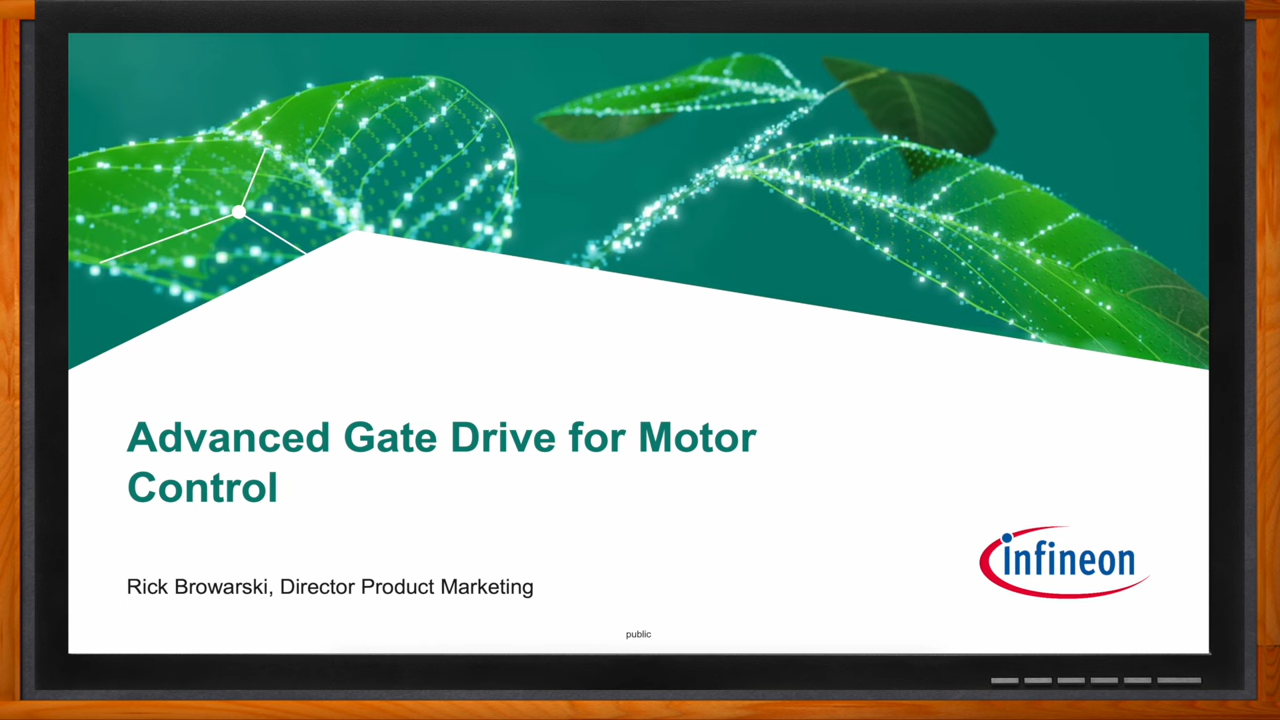 Advanced Gate Drive for Motor
Control
infineon
Rick Browarski, Director Product Marketing
public